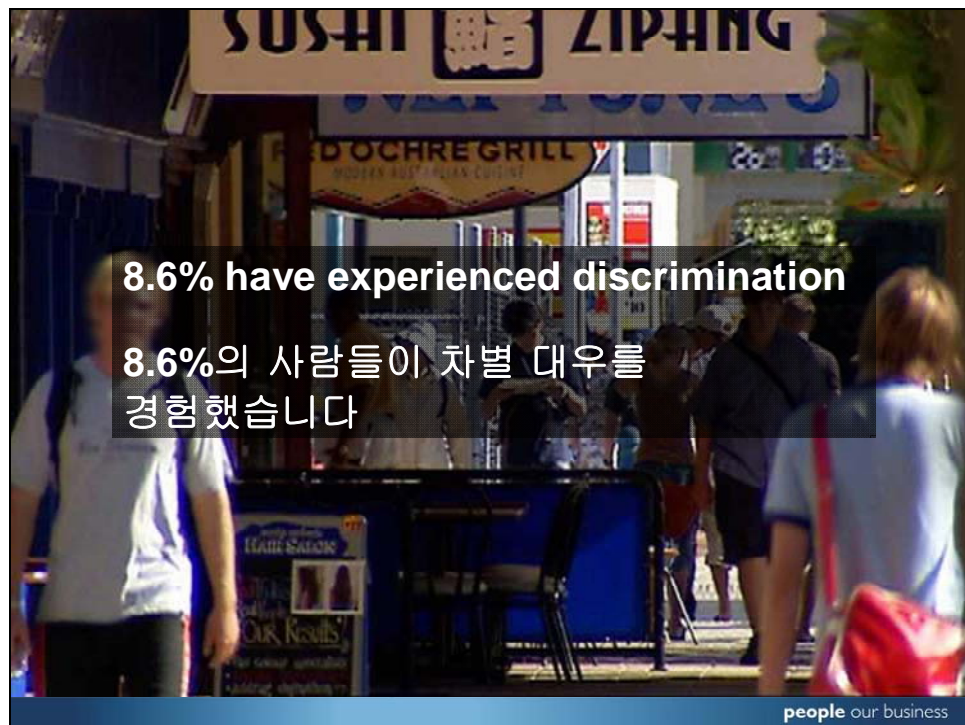 SUSHI 鮨 ZIPANG
NEPTUNE'S
RED OCHRE GRILL
MODERN AUSTRALIAN CUISINE
8.6% have experienced discrimination
8.6%의 사람들이 차별 대우를
경험했습니다
HAIR SALON
Our Results
people our business